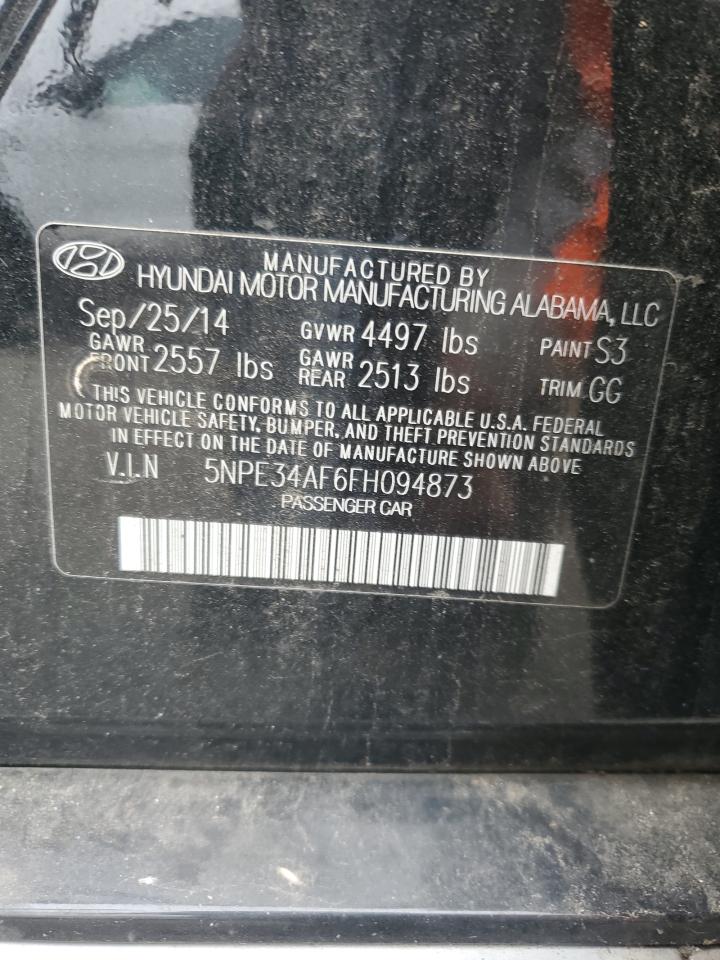 MANUFACTURED BY
HYUNDAI MOTOR MANUFACTURING ALABAMA, LLC
Sep/25/14 GVWR 4497 lbs PAINT S3
GAWR FRONT 2557 lbs GAWR REAR 2513 lbs TRIM GG
THIS VEHICLE CONFORMS TO ALL APPLICABLE U.S.A. FEDERAL
MOTOR VEHICLE SAFETY, BUMPER, AND THEFT PREVENTION STANDARDS
IN EFFECT ON THE DATE OF MANUFACTURE SHOWN ABOVE
V.I.N 5NPE34AF6FH094873
PASSENGER CAR